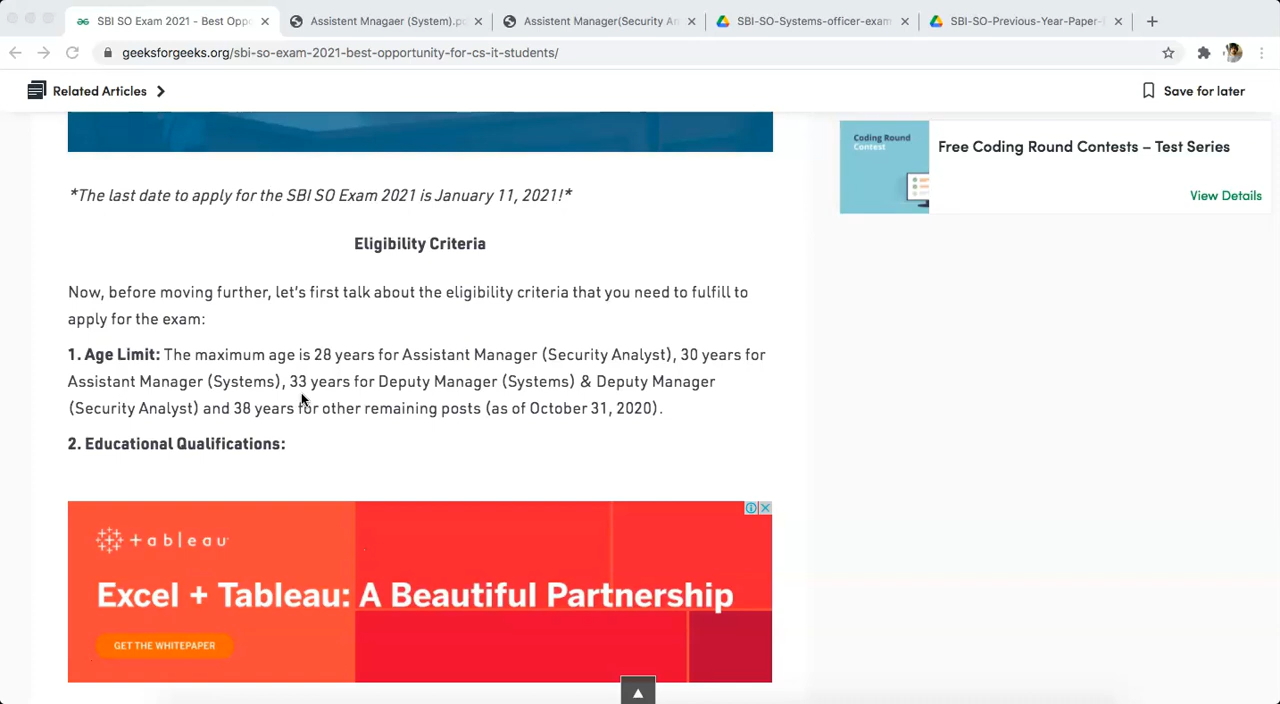 SBI SO Exam 2021 - Best Oppo
Assistent Mnagaer (System).pd
Assistent Manager(Security An
SBI-SO-Systems-officer-exam
SBI-SO-Previous-Year-Paper-
geeksforgeeks.org/sbi-so-exam-2021-best-opportunity-for-cs-it-students/
Related Articles
Save for later
Coding Round
Contest
Free Coding Round Contests – Test Series
View Details
*The last date to apply for the SBI SO Exam 2021 is January 11, 2021!*
Eligibility Criteria
Now, before moving further, let's first talk about the eligibility criteria that you need to fulfill to
apply for the exam:
1. Age Limit: The maximum age is 28 years for Assistant Manager (Security Analyst), 30 years for
Assistant Manager (Systems), 33 years for Deputy Manager (Systems) & Deputy Manager
(Security Analyst) and 38 years for other remaining posts (as of October 31, 2020).
2. Educational Qualifications:
+ableau
Excel + Tableau: A Beautiful Partnership
GET THE WHITEPAPER